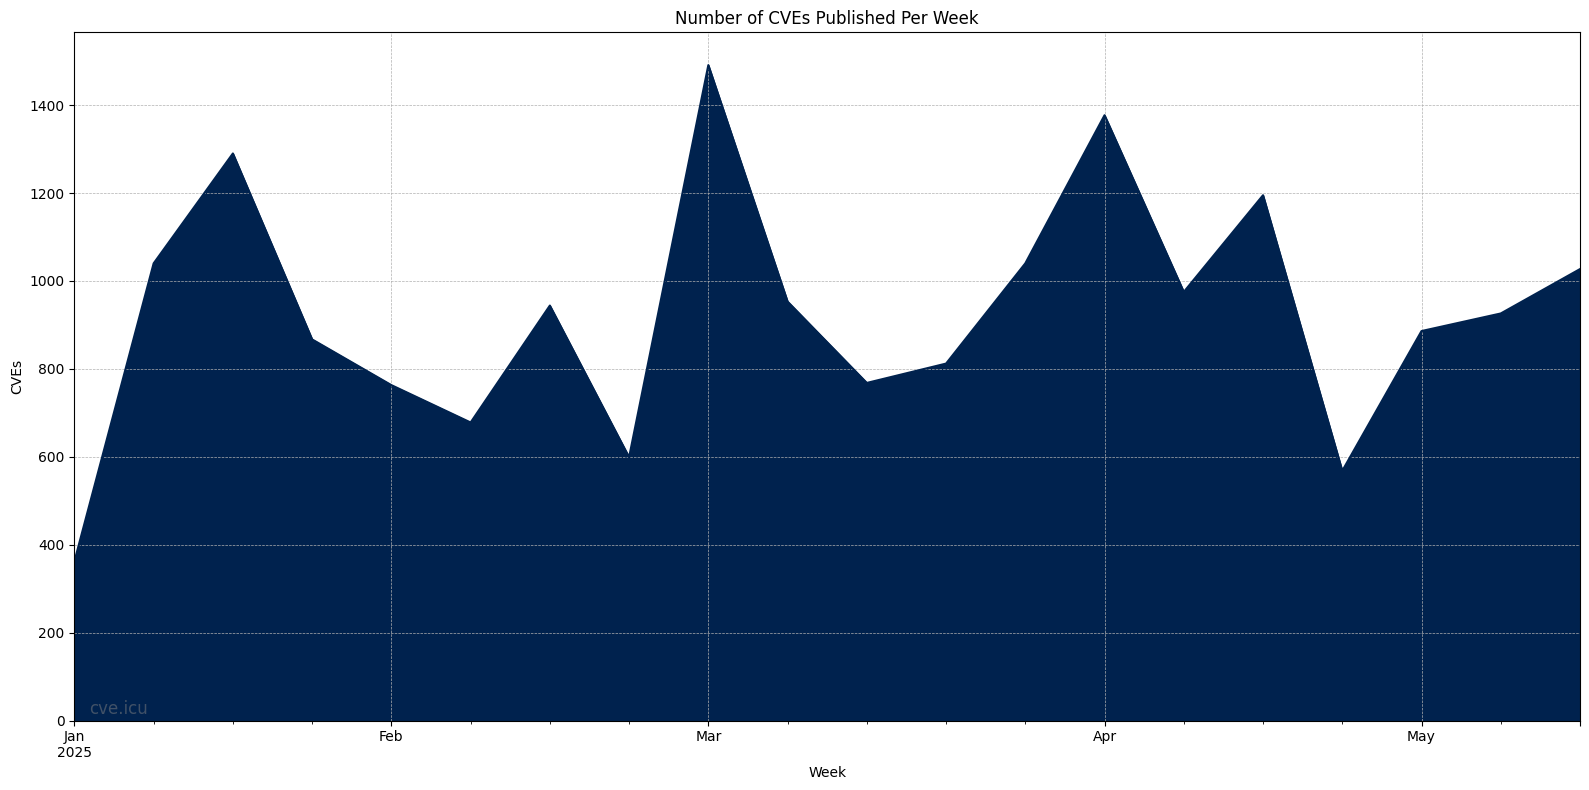 Number of CVEs Published Per Week
CVEs
1400
1200
1000
800
600
400
200
0
cve.icu
Jan Feb Mar Apr May
2025
Week